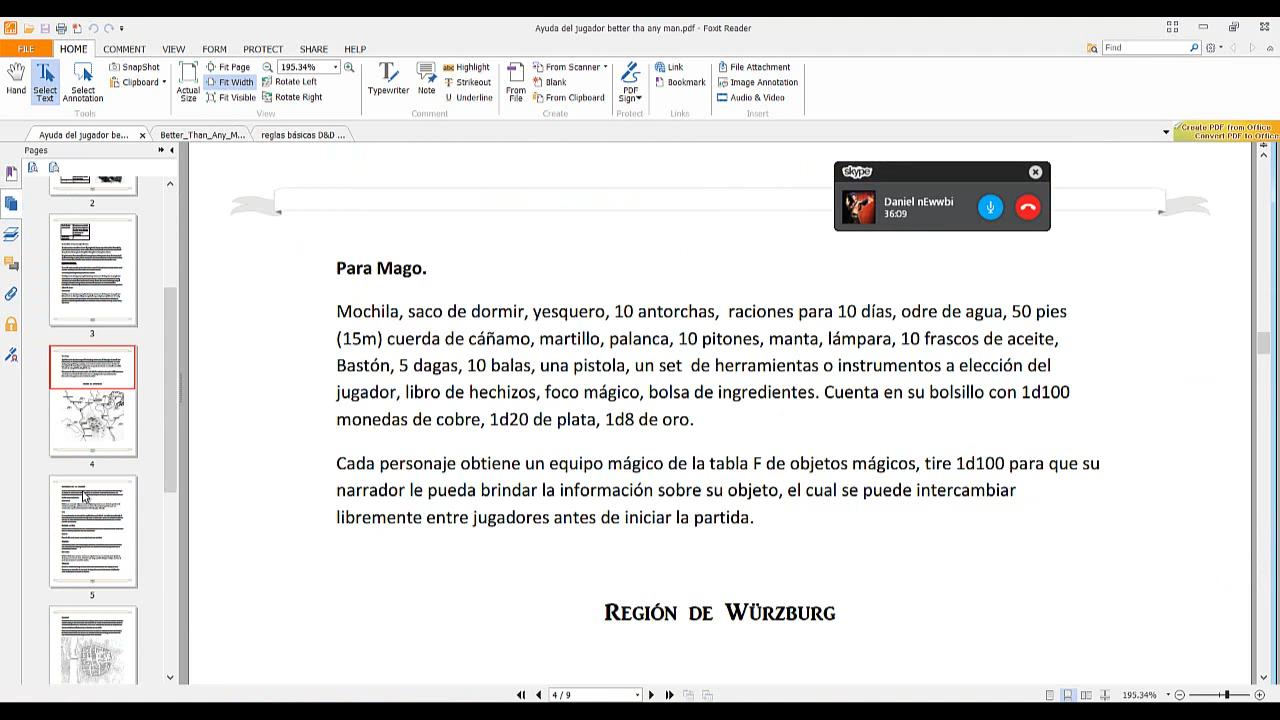 Ayuda del jugador better tha any man.pdf - Foxit Reader
FILE HOME COMMENT VIEW FORM PROTECT SHARE HELP
Find
Hand
Select Text
Select Annotation
SnapShot
Clipboard
Tools
Actual Size
Fit Page
Fit Width
Fit Visible
195.34%
Rotate Left
Rotate Right
View
Typewriter
Note
Highlight
Strikeout
Underline
Comment
From File
From Scanner
Blank
From Clipboard
Create
PDF Sign
Protect
Link
Bookmark
Links
File Attachment
Image Annotation
Audio & Video
Insert
Ayuda del jugador be...
Better_Than_Any_M...
reglas básicas D&D ...
Create PDF from Office
Convert PDF to Office
Pages
2
3
4
5
skype
Daniel nEwwbi
36:09
Para Mago.
Mochila, saco de dormir, yesquero, 10 antorchas, raciones para 10 días, odre de agua, 50 pies
(15m) cuerda de cáñamo, martillo, palanca, 10 pitones, manta, lámpara, 10 frascos de aceite,
Bastón, 5 dagas, 10 balas, una pistola, un set de herramientas o instrumentos a elección del
jugador, libro de hechizos, foco mágico, bolsa de ingredientes. Cuenta en su bolsillo con 1d100
monedas de cobre, 1d20 de plata, 1d8 de oro.
Cada personaje obtiene un equipo mágico de la tabla F de objetos mágicos, tire 1d100 para que su
narrador le pueda brindar la información sobre su objeto, el cual se puede intercambiar
libremente entre jugadores antes de iniciar la partida.
Región de Würzburg
4 / 9
195.34%